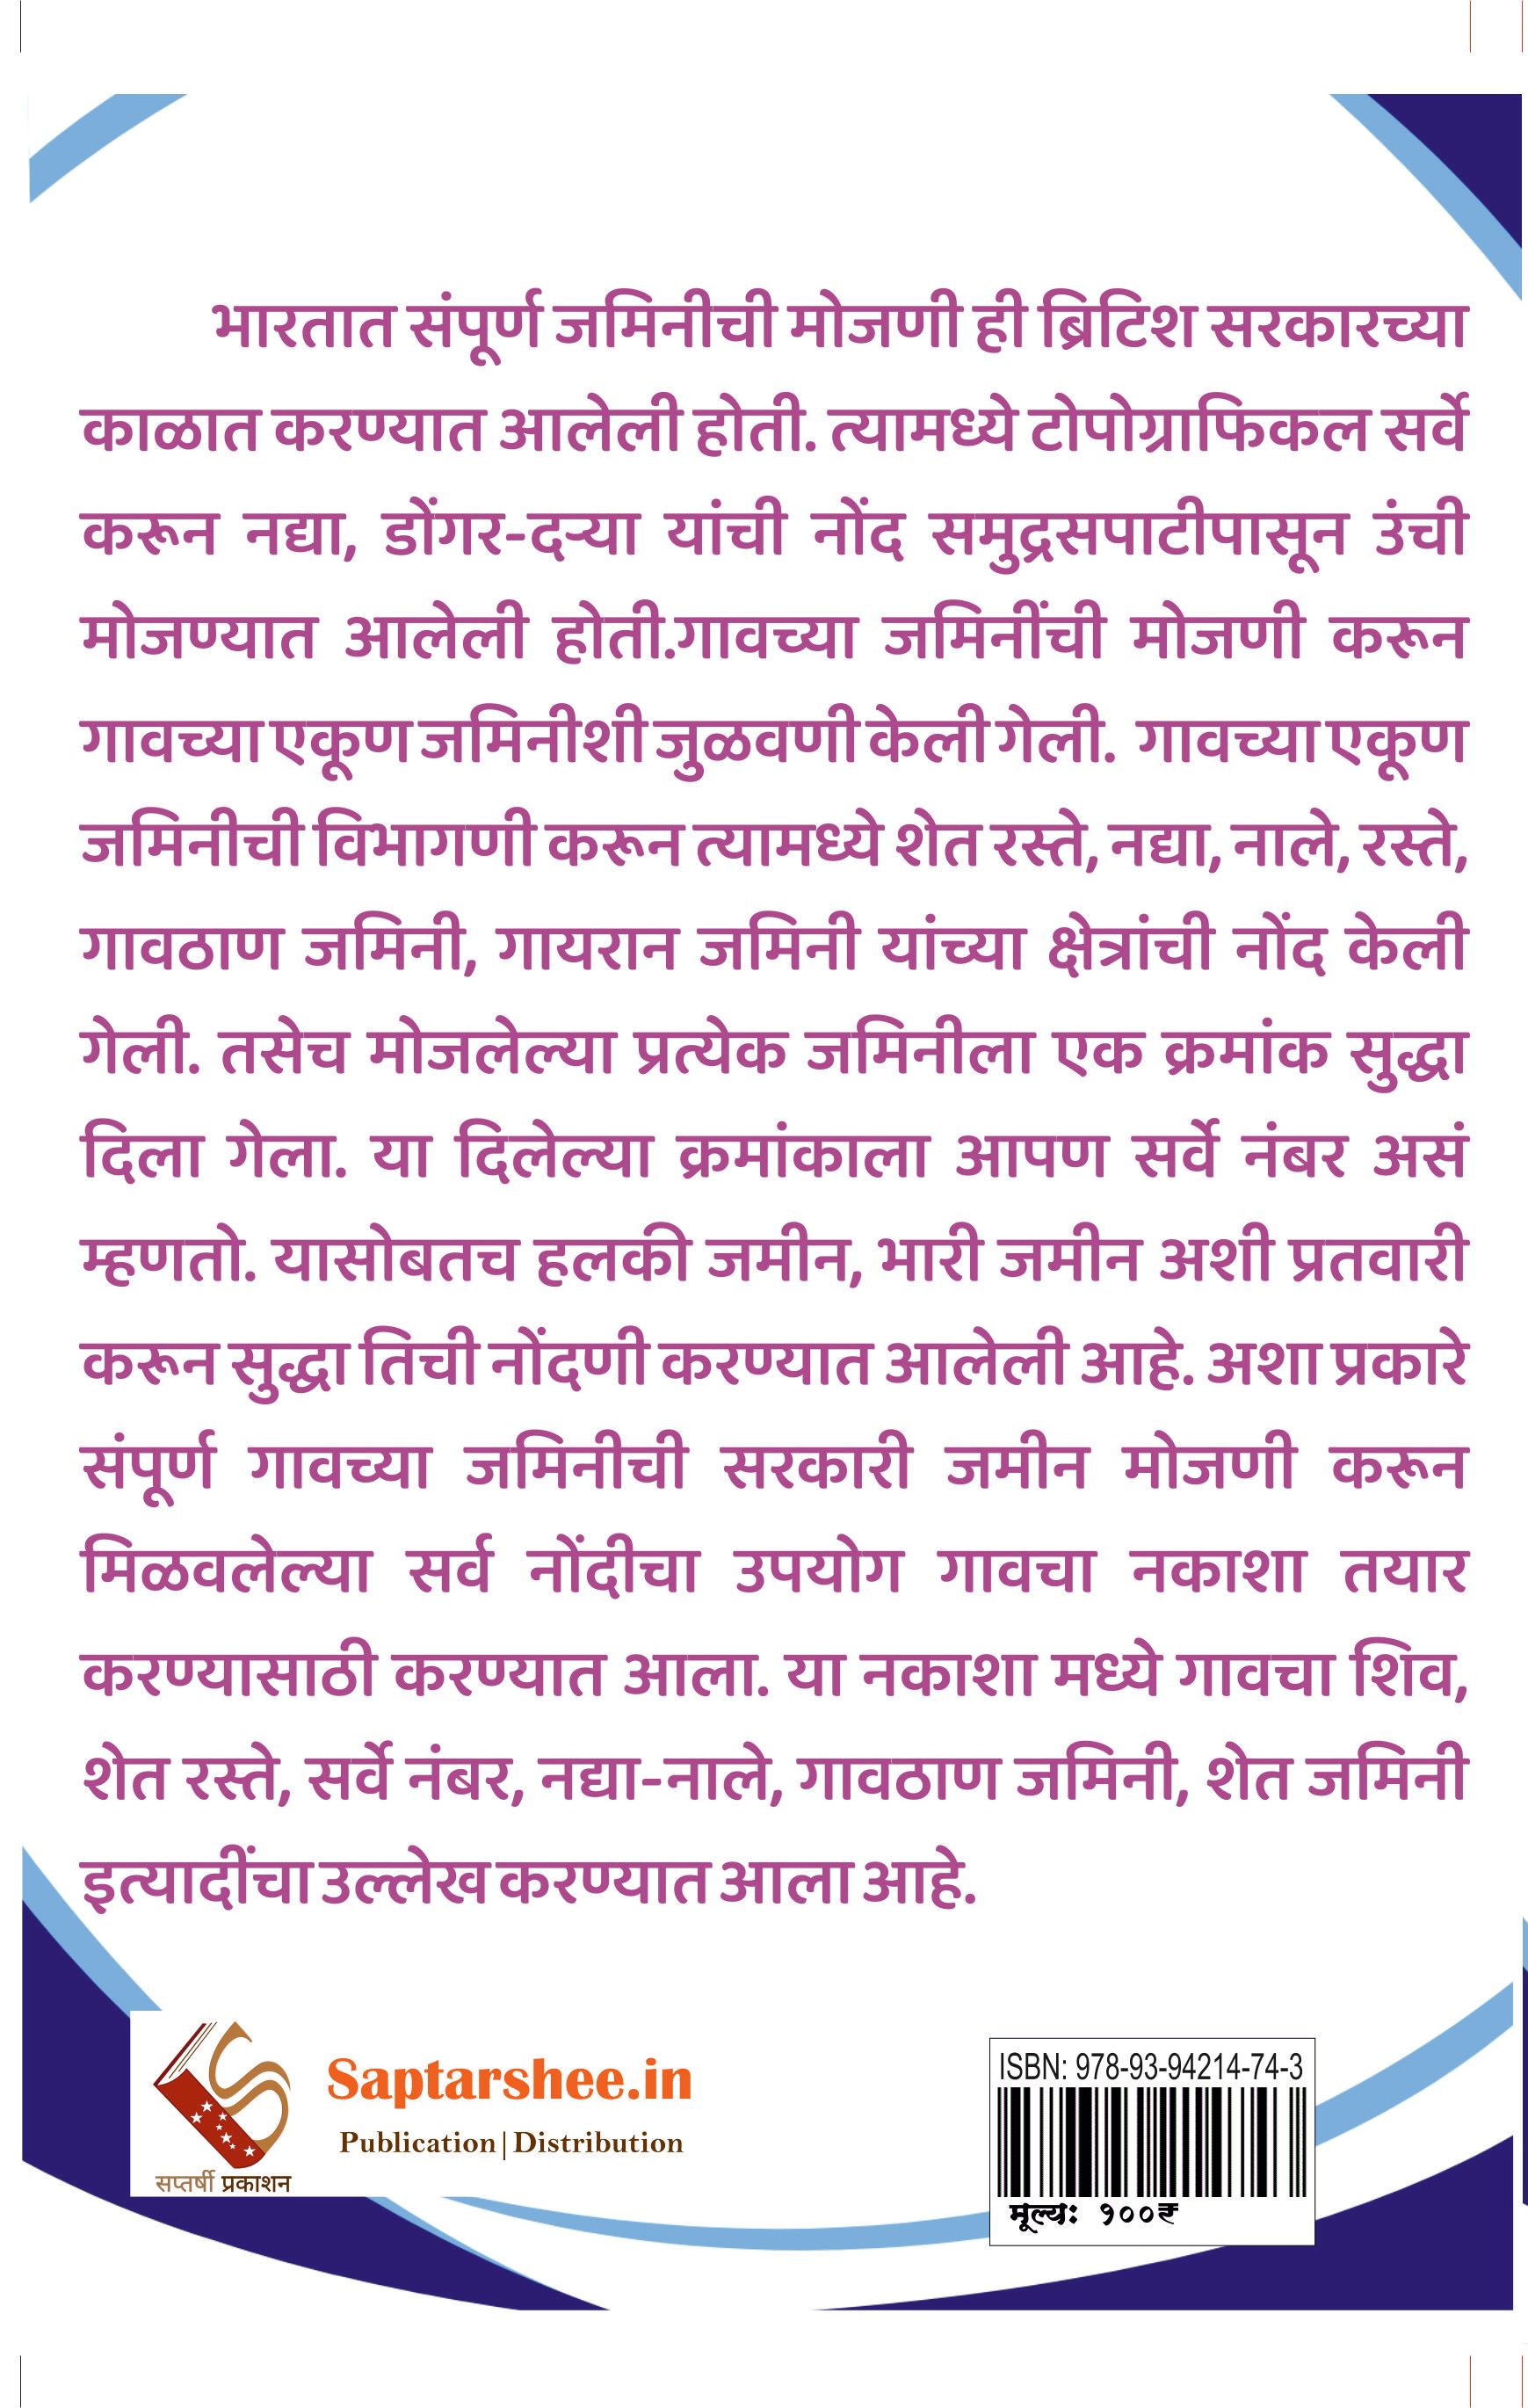 भारतात संपूर्ण जमिनीची मोजणी ही ब्रिटिश सरकारच्या
काळात करण्यात आलेली होती. त्यामध्ये टोपोग्राफिकल सर्वे
करून नद्या, डोंगर-दऱ्या यांची नोंद समुद्रसपाटीपासून उंची
मोजण्यात आलेली होती.गावच्या जमिनींची मोजणी करून
गावच्या एकूण जमिनीशी जुळवणी केली गेली. गावच्या एकूण
जमिनीची विभागणी करून त्यामध्ये शेत रस्ते, नद्या, नाले, रस्ते,
गावठाण जमिनी, गायरान जमिनी यांच्या क्षेत्रांची नोंद केली
गेली. तसेच मोजलेल्या प्रत्येक जमिनीला एक क्रमांक सुद्धा
दिला गेला. या दिलेल्या क्रमांकाला आपण सर्वे नंबर असं
म्हणतो. यासोबतच हलकी जमीन, भारी जमीन अशी प्रतवारी
करून सुद्धा तिची नोंदणी करण्यात आलेली आहे. अशा प्रकारे
संपूर्ण गावच्या जमिनीची सरकारी जमीन मोजणी करून
मिळवलेल्या सर्व नोंदीचा उपयोग गावचा नकाशा तयार
करण्यासाठी करण्यात आला. या नकाशा मध्ये गावचा शिव,
शेत रस्ते, सर्वे नंबर, नद्या-नाले, गावठाण जमिनी, शेत जमिनी
इत्यादींचा उल्लेख करण्यात आला आहे.
Saptarshee.in
Publication|Distribution
सप्तर्षी प्रकाशन
ISBN: 978-93-94214-74-3
मूल्यः १००₹